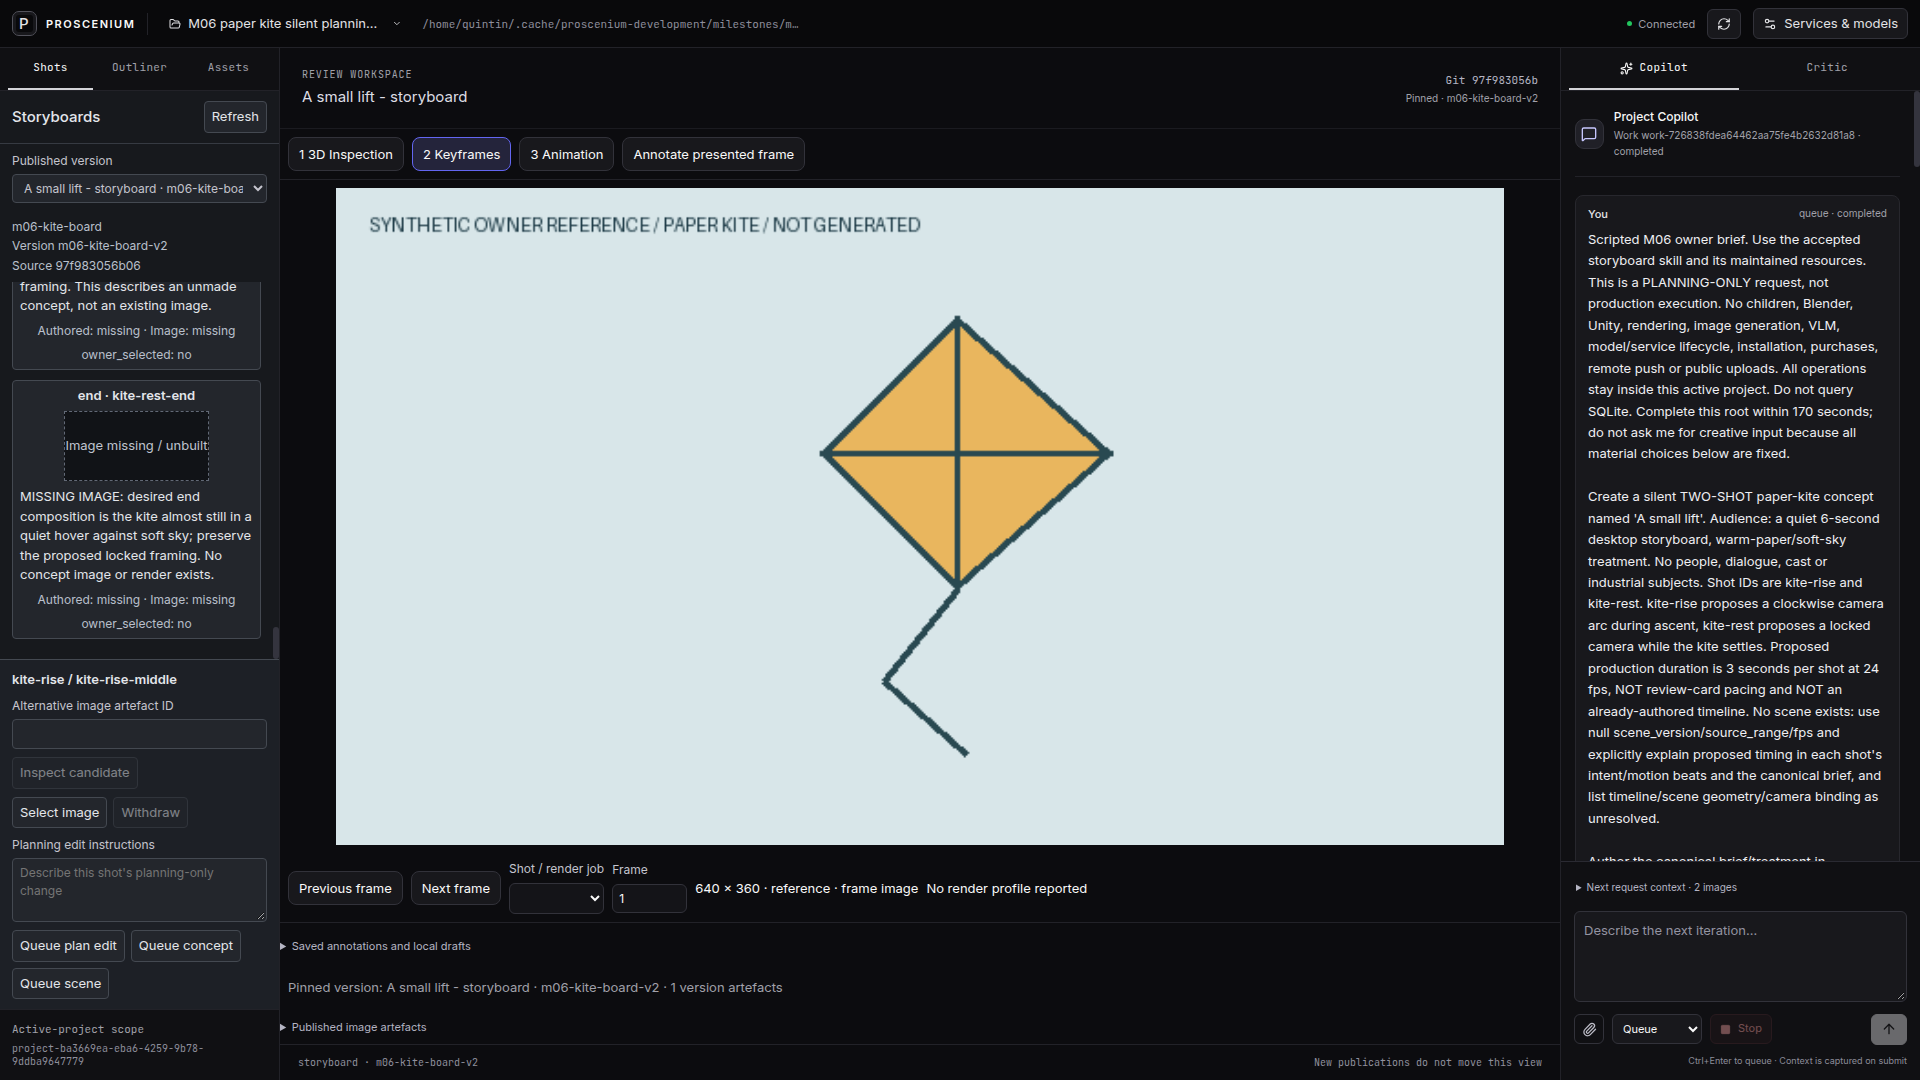 P PROSCENIUM
M06 paper kite silent plannin...
/home/quintin/.cache/proscenium-development/milestones/m…
Connected
Services & models
Shots
Outliner
Assets
Storyboards
Refresh
Published version
A small lift - storyboard · m06-kite-boa
m06-kite-board
Version m06-kite-board-v2
Source 97f983056b06
framing. This describes an unmade
concept, not an existing image.
Authored: missing · Image: missing
owner_selected: no
end · kite-rest-end
Image missing / unbuilt
MISSING IMAGE: desired end
composition is the kite almost still in a
quiet hover against soft sky; preserve
the proposed locked framing. No
concept image or render exists.
Authored: missing · Image: missing
owner_selected: no
kite-rise / kite-rise-middle
Alternative image artefact ID
Inspect candidate
Select image
Withdraw
Planning edit instructions
Describe this shot's planning-only
change
Queue plan edit
Queue concept
Queue scene
Active-project scope
project-ba3669ea-eba6-4259-9b78-
9ddba9647779
REVIEW WORKSPACE
A small lift - storyboard
Git 97f983056b
Pinned · m06-kite-board-v2
1 3D Inspection
2 Keyframes
3 Animation
Annotate presented frame
SYNTHETIC OWNER REFERENCE / PAPER KITE / NOT GENERATED
Previous frame
Next frame
Shot / render job
Frame
1
640 × 360 · reference · frame image
No render profile reported
Saved annotations and local drafts
Pinned version: A small lift - storyboard · m06-kite-board-v2 · 1 version artefacts
Published image artefacts
storyboard · m06-kite-board-v2
New publications do not move this view
Copilot
Critic
Project Copilot
Work work-726838fdea64462aa75fe4b2632d81a8 ·
completed
You
queue · completed
Scripted M06 owner brief. Use the accepted
storyboard skill and its maintained resources.
This is a PLANNING-ONLY request, not
production execution. No children, Blender,
Unity, rendering, image generation, VLM,
model/service lifecycle, installation, purchases,
remote push or public uploads. All operations
stay inside this active project. Do not query
SQLite. Complete this root within 170 seconds;
do not ask me for creative input because all
material choices below are fixed.
Create a silent TWO-SHOT paper-kite concept
named 'A small lift'. Audience: a quiet 6-second
desktop storyboard, warm-paper/soft-sky
treatment. No people, dialogue, cast or
industrial subjects. Shot IDs are kite-rise and
kite-rest. kite-rise proposes a clockwise camera
arc during ascent, kite-rest proposes a locked
camera while the kite settles. Proposed
production duration is 3 seconds per shot at 24
fps, NOT review-card pacing and NOT an
already-authored timeline. No scene exists: use
null scene_version/source_range/fps and
explicitly explain proposed timing in each shot's
intent/motion beats and the canonical brief, and
list timeline/scene geometry/camera binding as
unresolved.
Author the canonical brief/treatment in
Next request context · 2 images
Describe the next iteration...
Queue
Stop
Ctrl+Enter to queue · Context is captured on submit